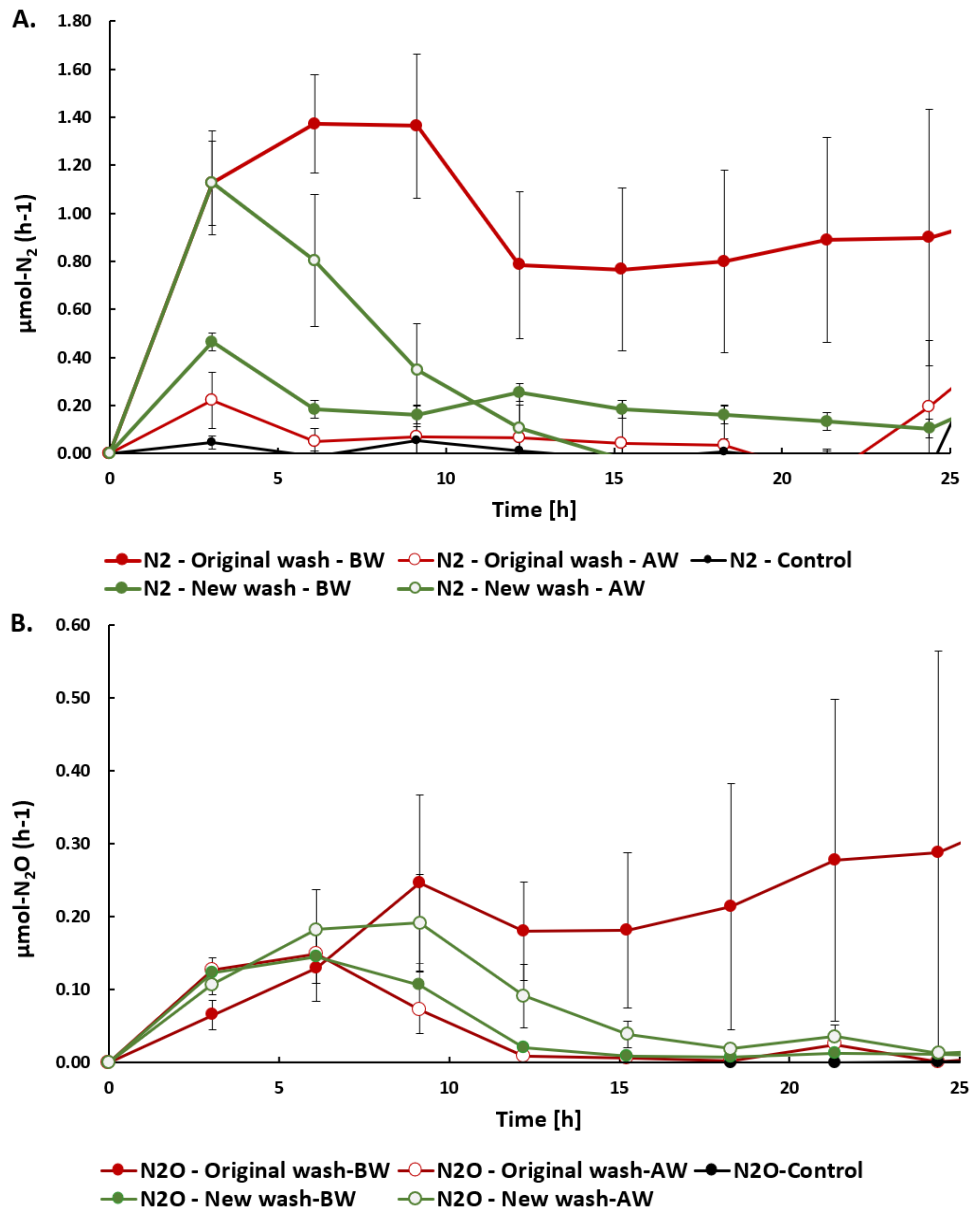 A.
1.80
1.60
1.40
1.20
1.00
0.80
0.60
0.40
0.20
0.00
µmol-N₂ (h-1)
0 5 10 15 20 25
Time [h]
N2 - Original wash - BW N2 - Original wash - AW N2 - Control
N2 - New wash - BW N2 - New wash - AW
B.
0.60
0.50
0.40
0.30
0.20
0.10
0.00
µmol-N₂O (h-1)
0 5 10 15 20 25
Time [h]
N2O - Original wash-BW N2O - Original wash-AW N2O-Control
N2O - New wash-BW N2O - New wash-AW